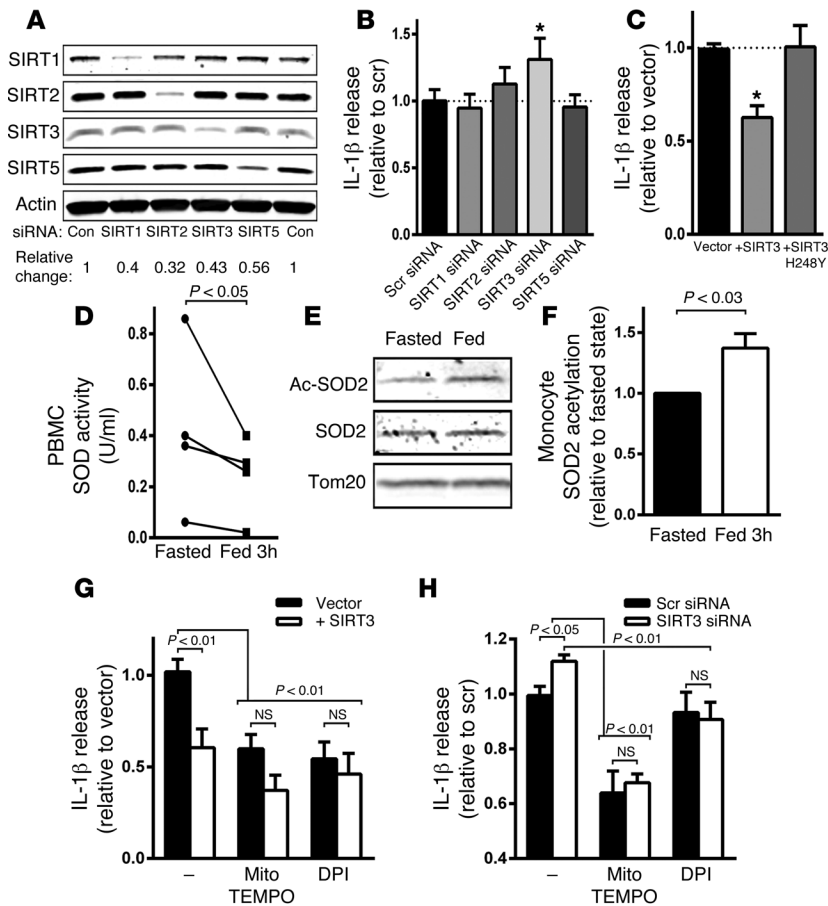 A
SIRT1
SIRT2
SIRT3
SIRT5
Actin
siRNA: Con SIRT1 SIRT2 SIRT3 SIRT5 Con
Relative
change: 1 0.4 0.32 0.43 0.56 1
B
IL-1β release
(relative to scr)
1.5
1.0
0.5
0.0
*
Scr siRNA
SIRT1 siRNA
SIRT2 siRNA
SIRT3 siRNA
SIRT5 siRNA
C
IL-1β release
(relative to vector)
1.0
0.5
0.0
*
Vector +SIRT3 +SIRT3
H248Y
D
P < 0.05
PBMC
SOD activity
(U/ml)
0.8
0.6
0.4
0.2
0.0
Fasted Fed 3h
E
Fasted Fed
Ac-SOD2
SOD2
Tom20
F
P < 0.03
Monocyte
SOD2 acetylation
(relative to fasted state)
1.5
1.0
0.5
0.0
Fasted Fed 3h
G
Vector
+ SIRT3
P < 0.01
P < 0.01
NS
NS
IL-1β release
(relative to vector)
1.0
0.5
0.0
– Mito DPI
TEMPO
H
Scr siRNA
SIRT3 siRNA
P < 0.05
P < 0.01
P < 0.01
NS
NS
IL-1β release
(relative to scr)
1.2
1.0
0.8
0.6
0.4
– Mito DPI
TEMPO